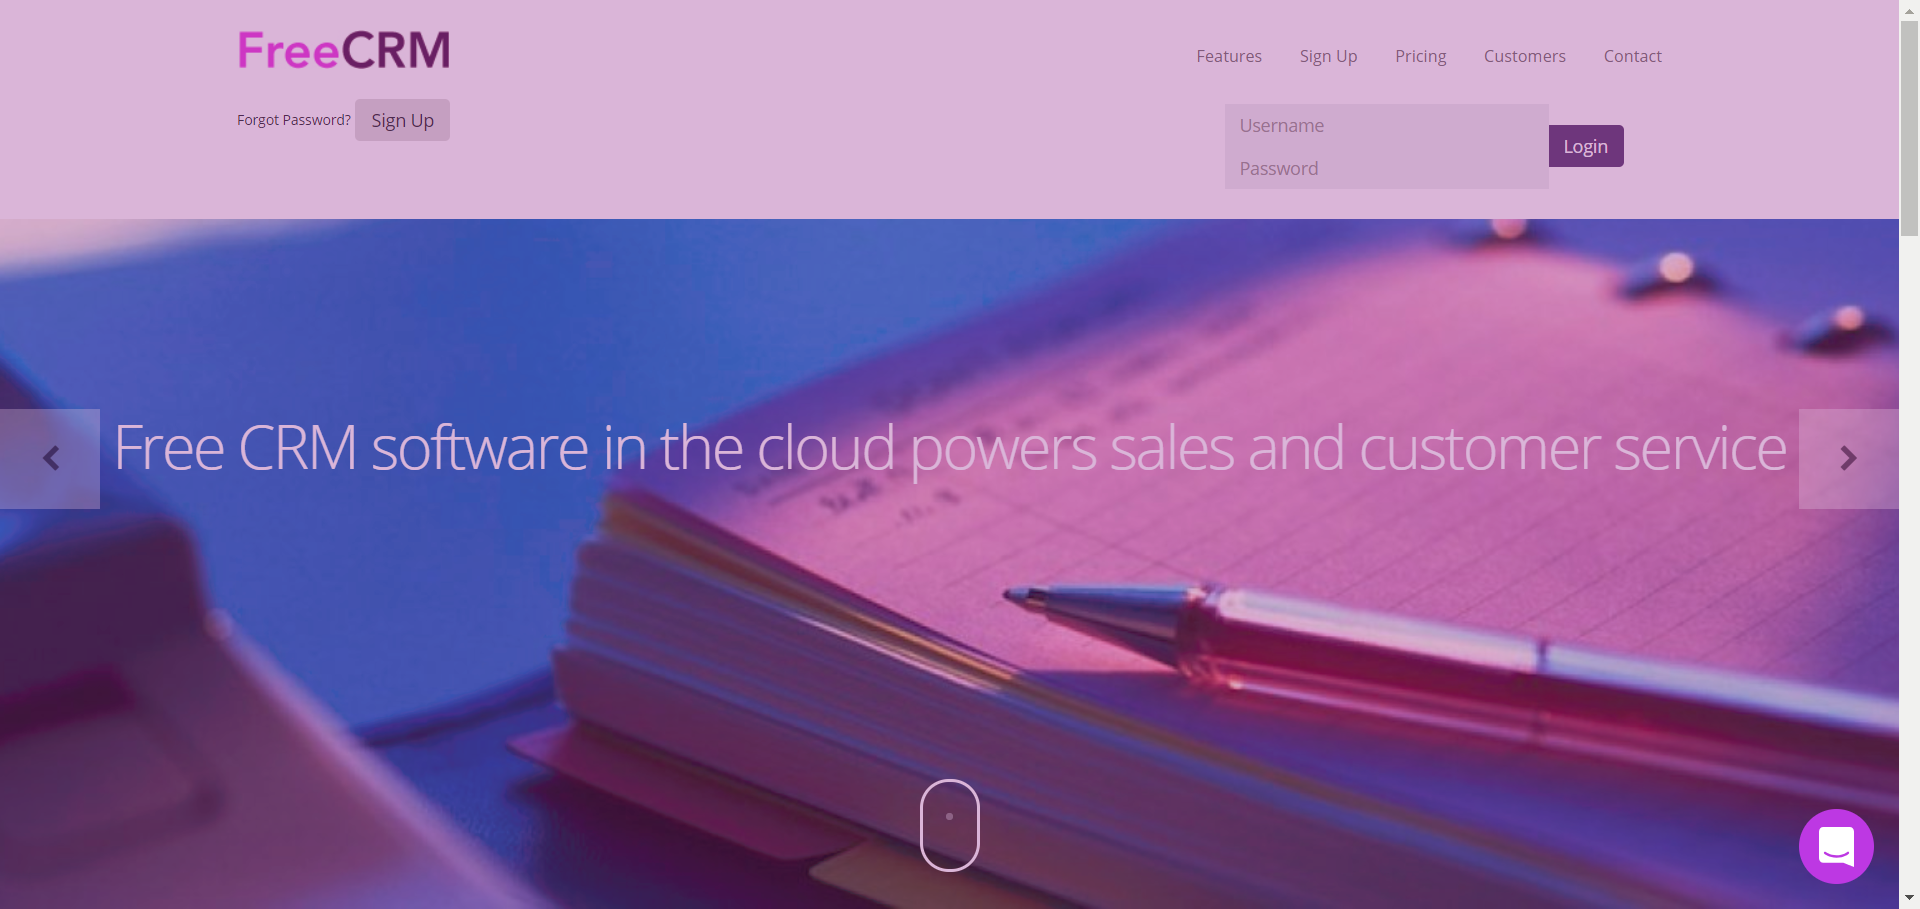 FreeCRM
Features
Sign Up
Pricing
Customers
Contact
Forgot Password?
Sign Up
Username
Password
Login
Free CRM software in the cloud powers sales and customer service